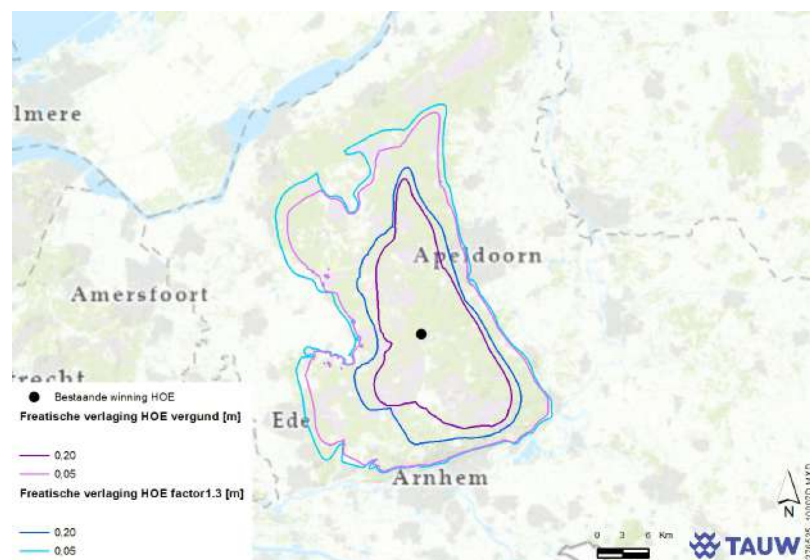 lmere
Apeldoorn
Amersfoort
recht
Ede
Arnhem
Bestaande winning HOE
Freatische verlaging HOE vergund [m]
0,20
0,05
Freatische verlaging HOE factor1.3 [m]
0,20
0,05
N
0 3 6 Km
TAUW